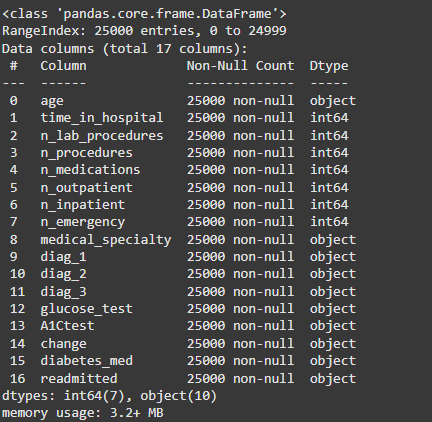 <class 'pandas.core.frame.DataFrame'>
RangeIndex: 25000 entries, 0 to 24999
Data columns (total 17 columns):
 #   Column             Non-Null Count  Dtype
---  ------             --------------  -----
 0   age                25000 non-null  object
 1   time_in_hospital   25000 non-null  int64
 2   n_lab_procedures   25000 non-null  int64
 3   n_procedures       25000 non-null  int64
 4   n_medications      25000 non-null  int64
 5   n_outpatient       25000 non-null  int64
 6   n_inpatient        25000 non-null  int64
 7   n_emergency        25000 non-null  int64
 8   medical_specialty  25000 non-null  object
 9   diag_1             25000 non-null  object
 10  diag_2             25000 non-null  object
 11  diag_3             25000 non-null  object
 12  glucose_test       25000 non-null  object
 13  A1Ctest            25000 non-null  object
 14  change             25000 non-null  object
 15  diabetes_med       25000 non-null  object
 16  readmitted         25000 non-null  object
dtypes: int64(7), object(10)
memory usage: 3.2+ MB